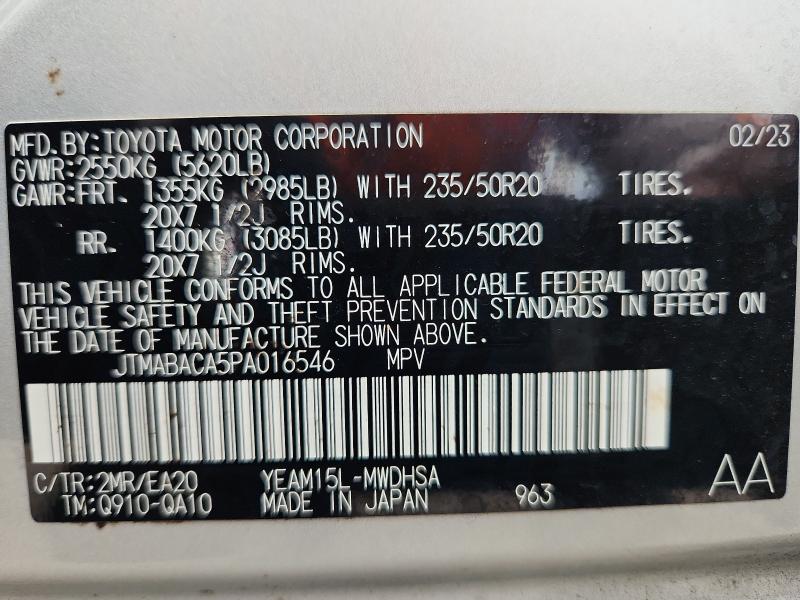 MFD.BY:TOYOTA MOTOR CORPORATION 02/23
GVWR:2550KG (5620LB)
GAWR:FRT. 1355KG (2985LB) WITH 235/50R20 TIRES.
20X7 1/2J RIMS.
RR. 1400KG (3085LB) WITH 235/50R20 TIRES.
20X7 1/2J RIMS.
THIS VEHICLE CONFORMS TO ALL APPLICABLE FEDERAL MOTOR
VEHICLE SAFETY AND THEFT PREVENTION STANDARDS IN EFFECT ON
THE DATE OF MANUFACTURE SHOWN ABOVE.
JTMABACA5PA016546 MPV
C/TR:2MR/EA20 YEAM15L-MWDHSA AA
TM:Q910-QA10 MADE IN JAPAN 963